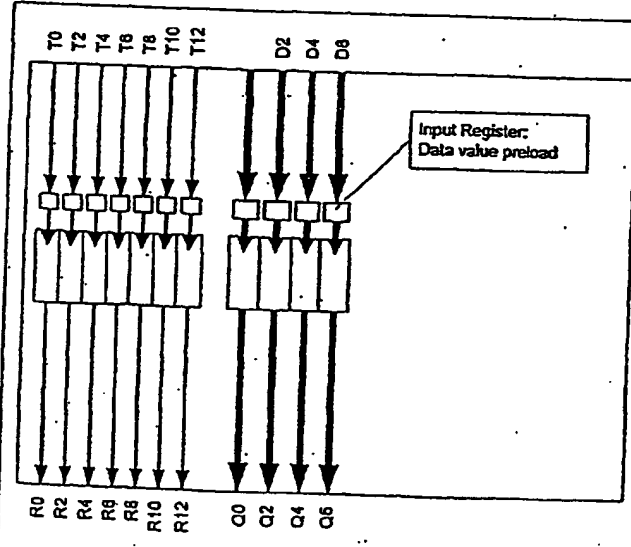 T0
T2
T4
T6
T8
T10
T12
D2
D4
D8
Input Register:
Data value preload
R0
R2
R4
R6
R8
R10
R12
Q0
Q2
Q4
Q6